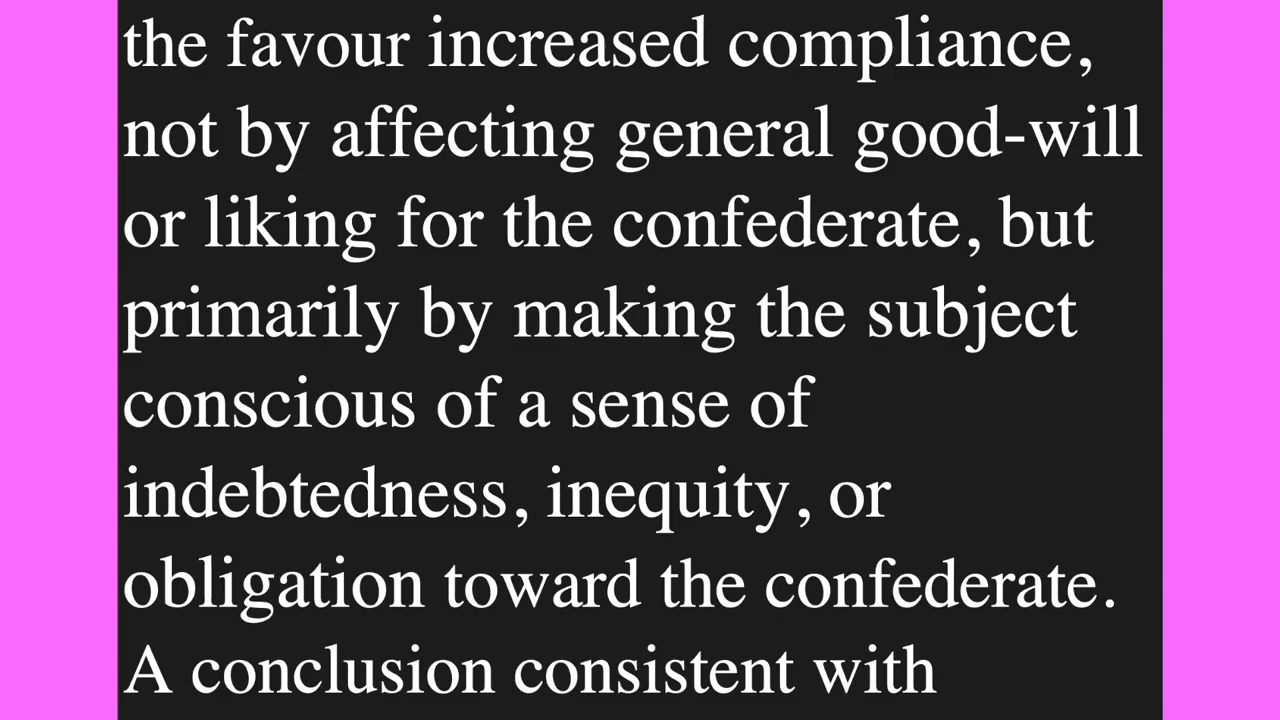 the favour increased compliance,
not by affecting general good-will
or liking for the confederate, but
primarily by making the subject
conscious of a sense of
indebtedness, inequity, or
obligation toward the confederate.
A conclusion consistent with